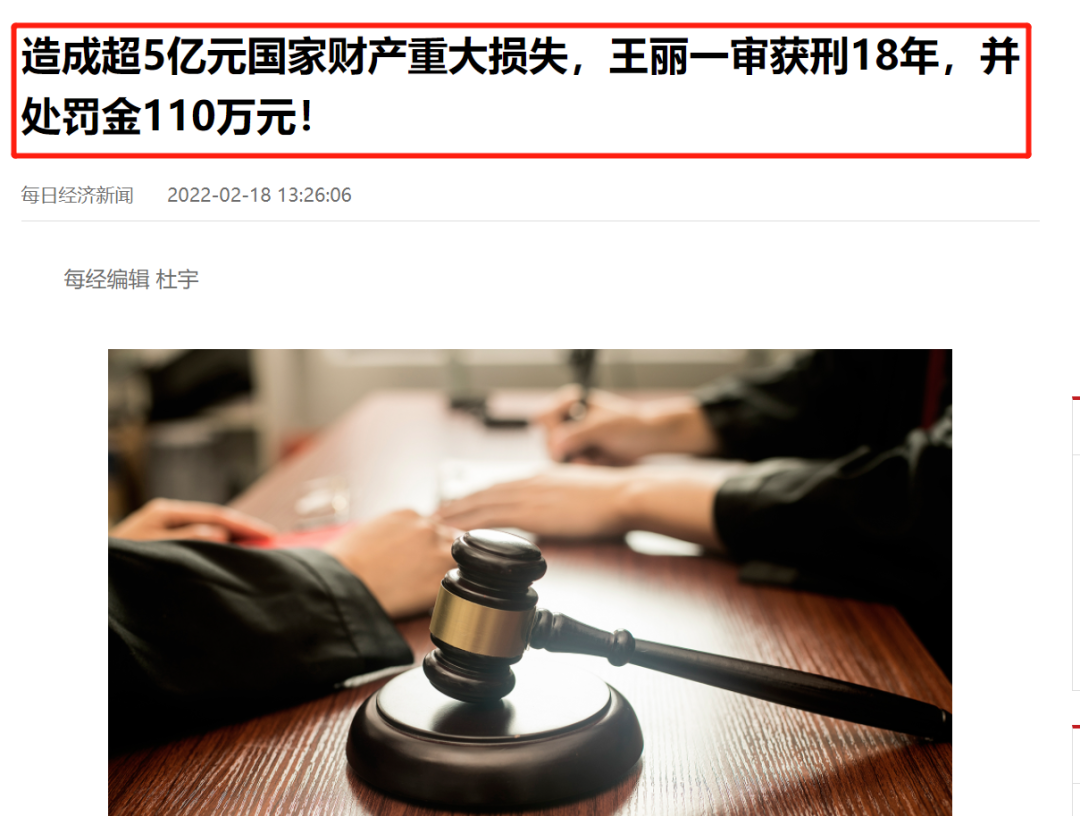 造成超5亿元国家财产重大损失，王丽一审获刑18年，并
处罚金110万元！
每日经济新闻 2022-02-18 13:26:06
每经编辑 杜宇